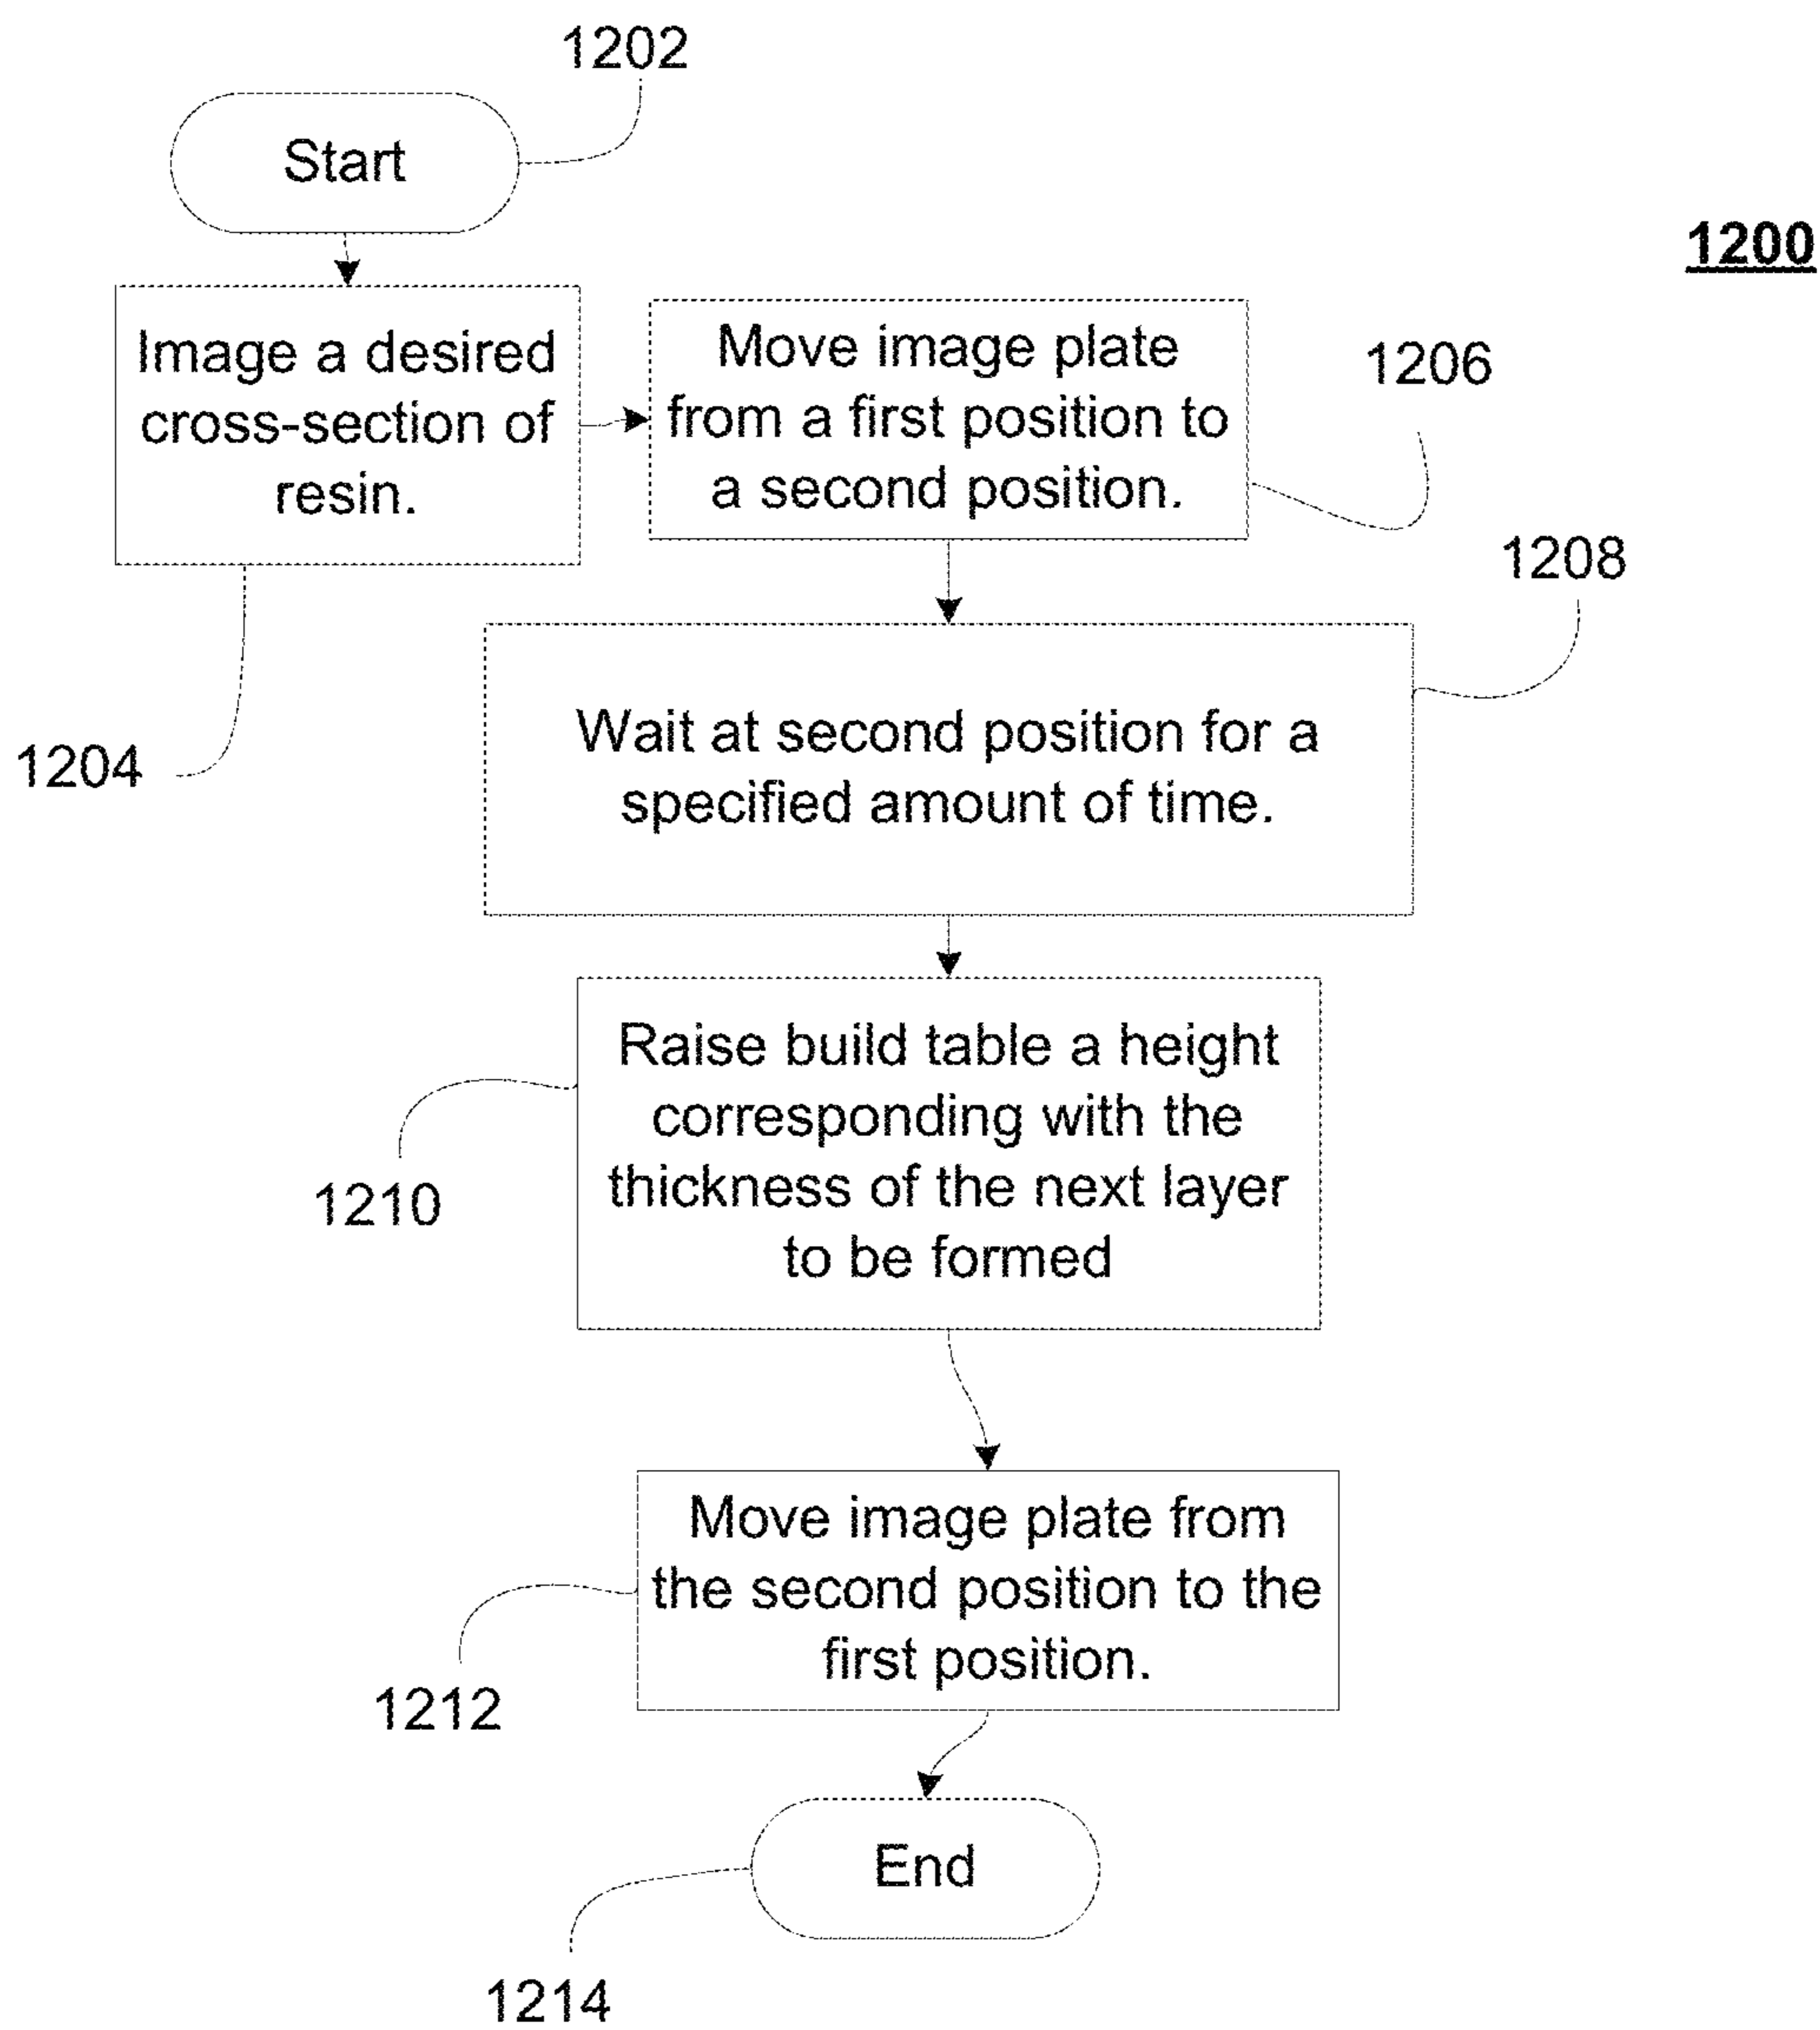 1202
Start
1200
Image a desired
cross-section of
resin.
Move image plate
from a first position to
a second position.
1206
1208
1204
Wait at second position for a
specified amount of time.
Raise build table a height
corresponding with the
thickness of the next layer
to be formed
1210
Move image plate from
the second position to the
first position.
1212
End
1214